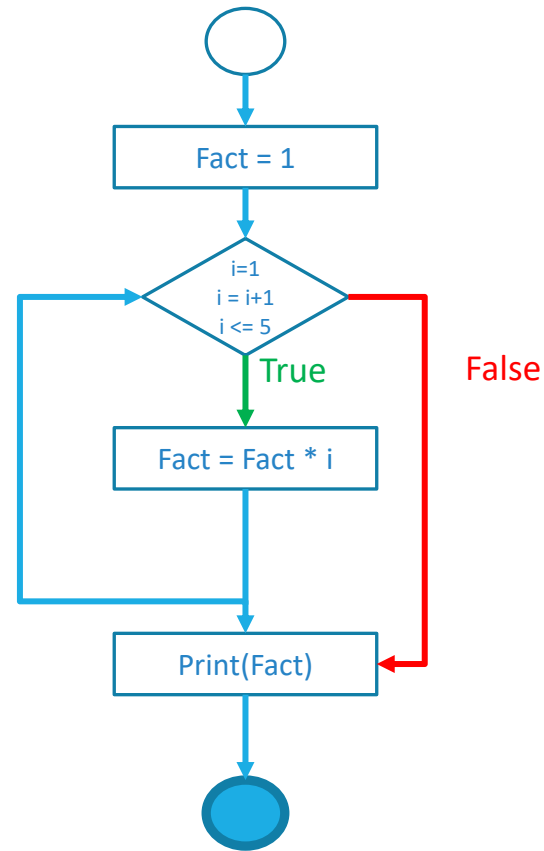 Fact = 1
i=1
i = i+1
i <= 5
True
False
Fact = Fact * i
Print(Fact)